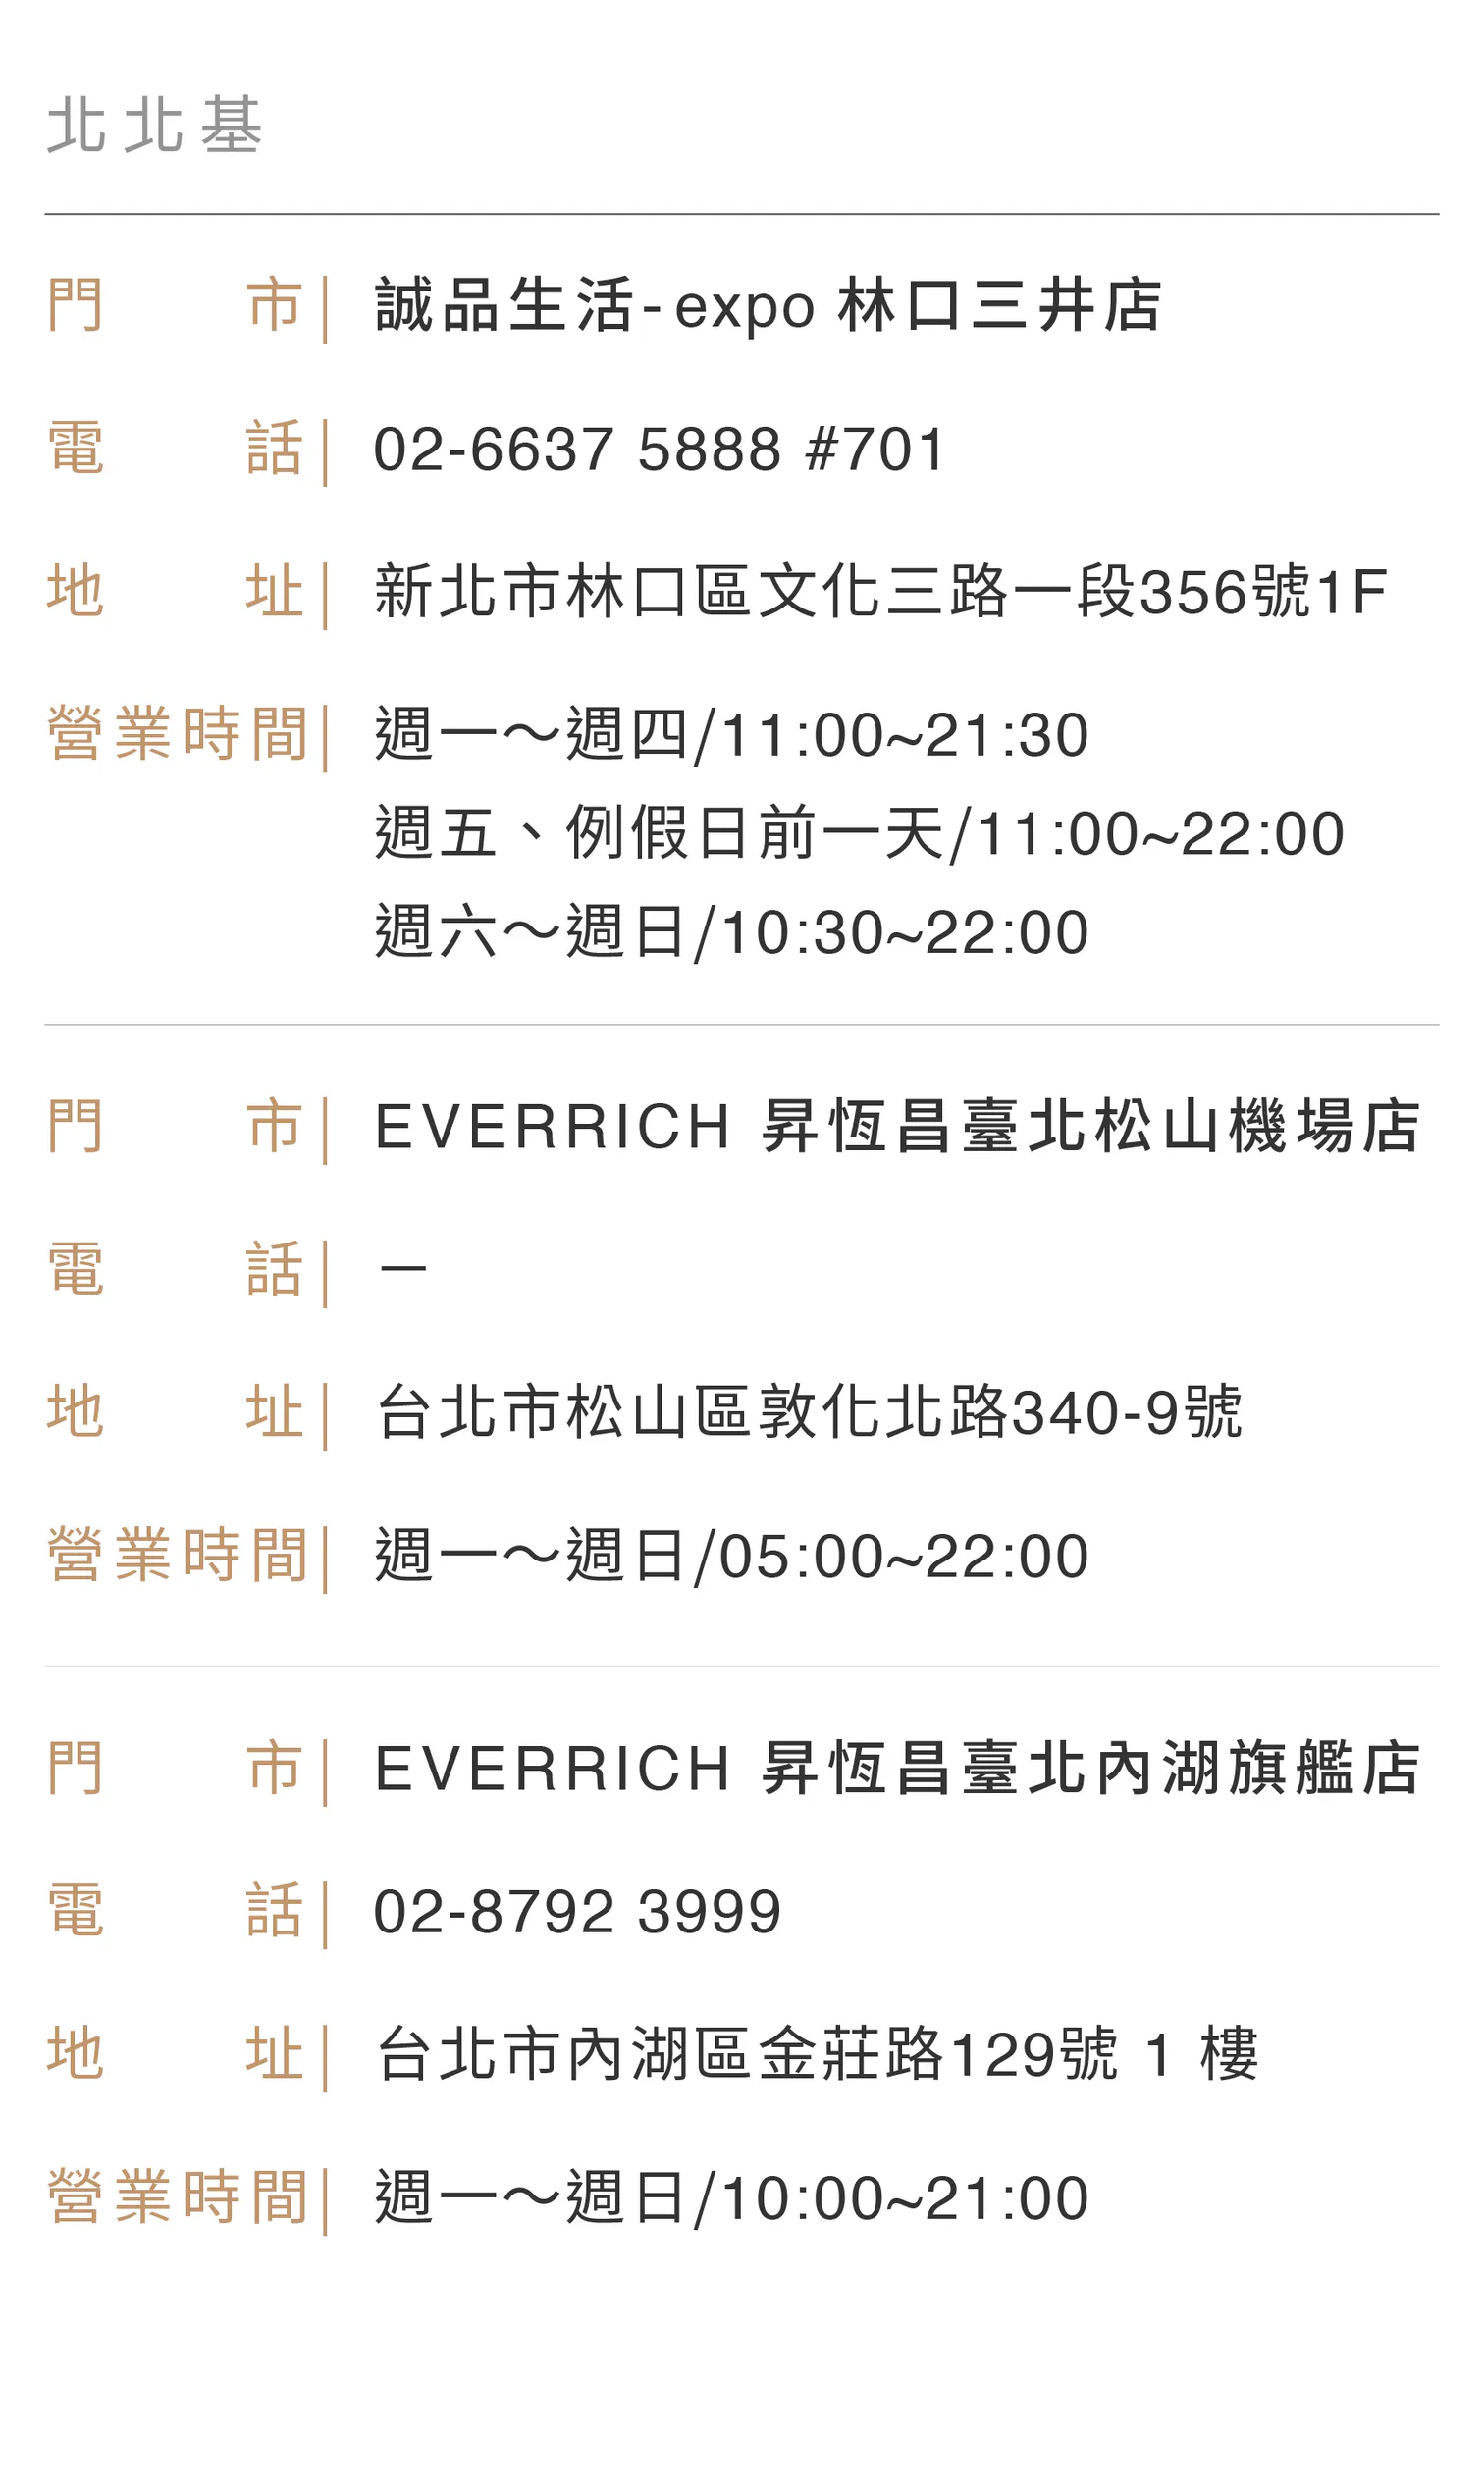 北北基
門市| 誠品生活-expo 林口三井店
電話| 02-6637 5888 #701
地址| 新北市林口區文化三路一段356號1F
營業時間| 週一～週四/11:00~21:30
週五、例假日前一天/11:00~22:00
週六～週日/10:30~22:00
門市| EVERRICH 昇恆昌臺北松山機場店
電話| －
地址| 台北市松山區敦化北路340-9號
營業時間| 週一～週日/05:00~22:00
門市| EVERRICH 昇恆昌臺北內湖旗艦店
電話| 02-8792 3999
地址| 台北市內湖區金莊路129號 1 樓
營業時間| 週一～週日/10:00~21:00